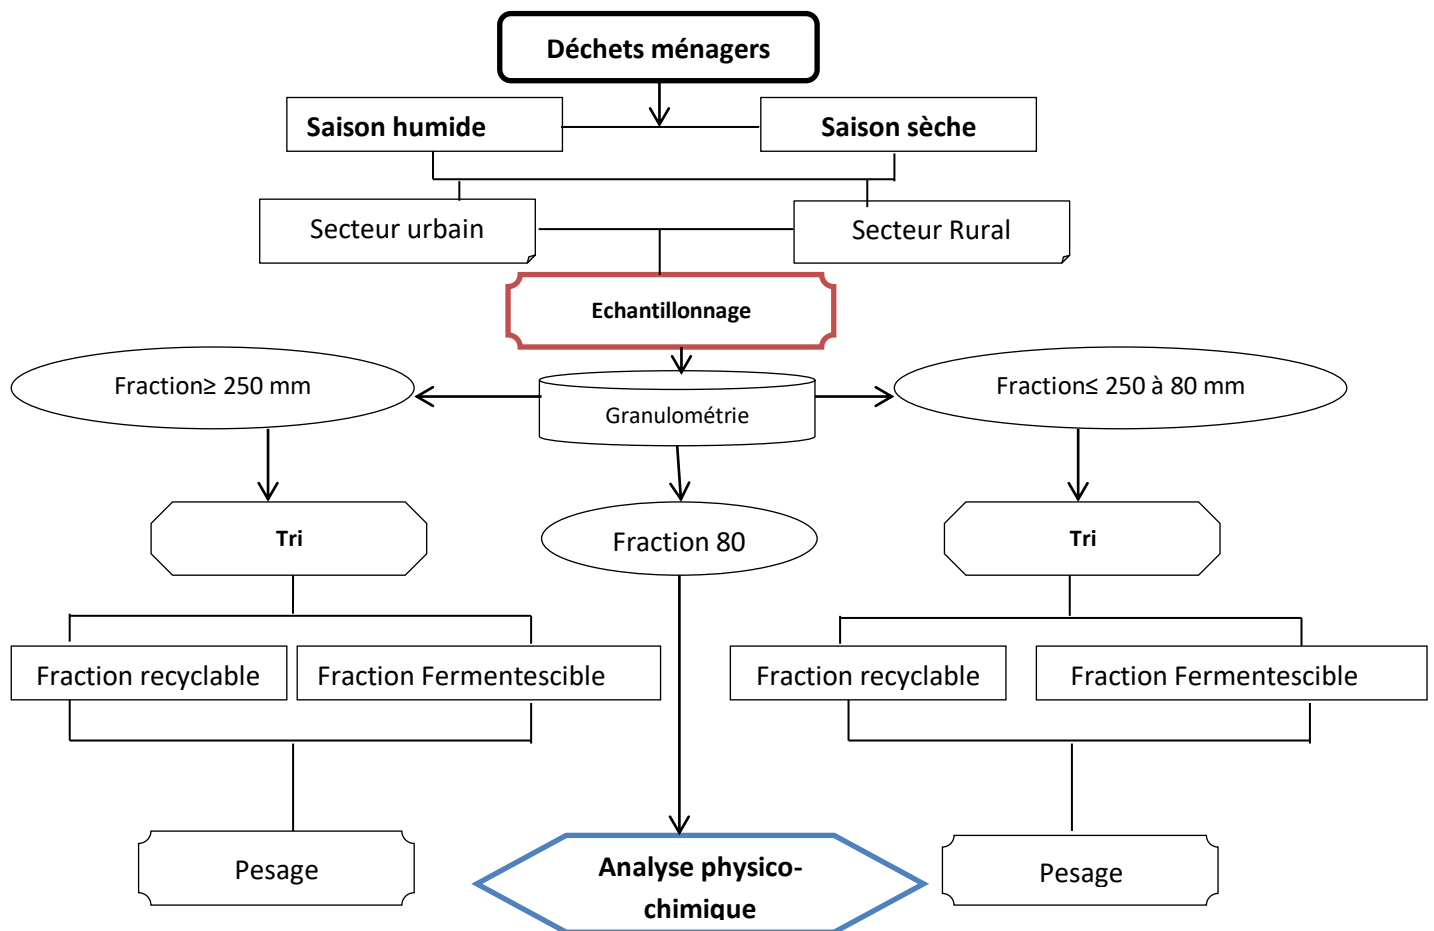 Déchets ménagers
Saison humide
Saison sèche
Secteur urbain
Secteur Rural
Echantillonnage
Fraction≥ 250 mm
Granulométrie
Fraction≤ 250 à 80 mm
Tri
Fraction 80
Tri
Fraction recyclable
Fraction Fermentescible
Fraction recyclable
Fraction Fermentescible
Pesage
Analyse physico-
chimique
Pesage